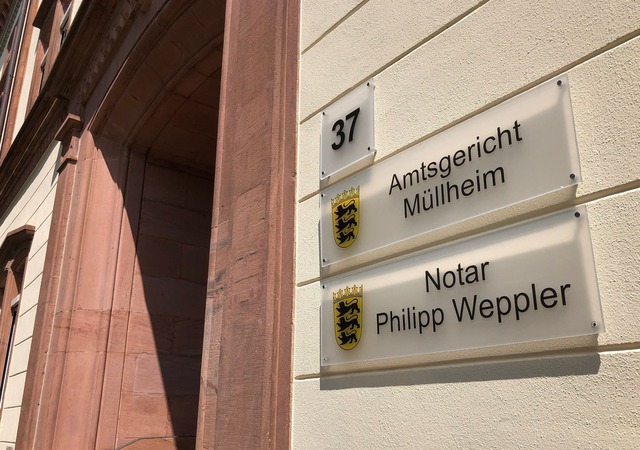 37
Amtsgericht
Müllheim
Notar
Philipp Weppler